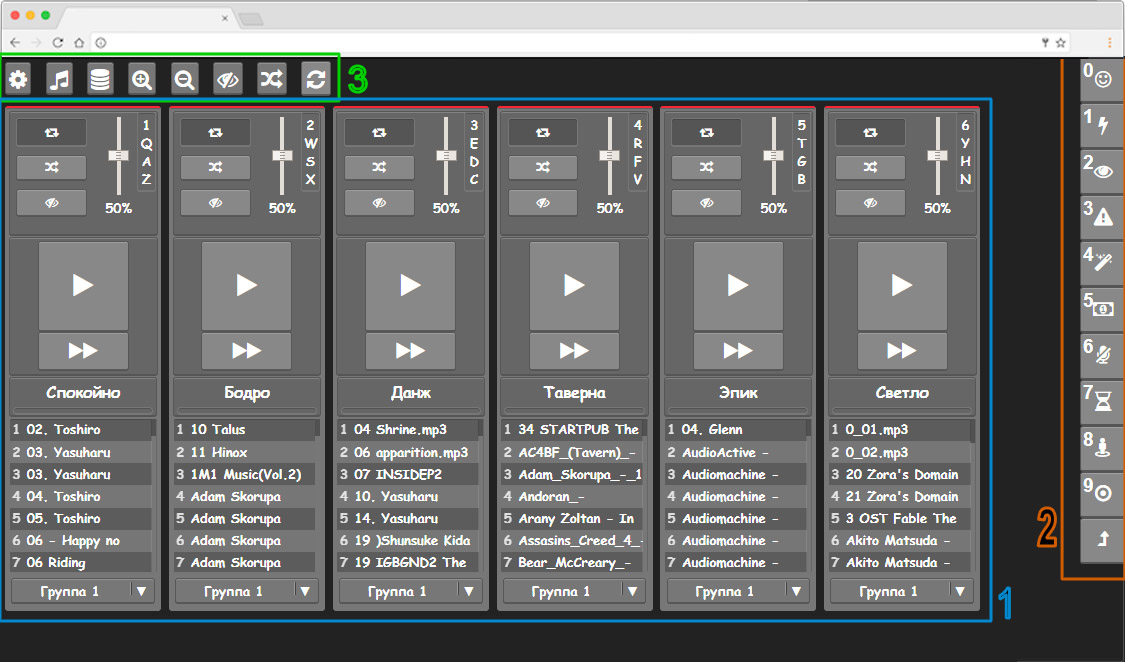 3
0
1
2
3
4
5
6
7
8
9
2
1
1
Q
A
Z
50%
Спокойно
1 02. Toshiro
2 03. Yasuharu
3 03. Yasuharu
4 04. Toshiro
5 05. Toshiro
6 06 - Happy no
7 06 Riding
Группа 1
2
W
S
X
50%
Бодро
1 10 Talus
2 11 Hinox
3 1M1 Music(Vol.2)
4 Adam Skorupa
5 Adam Skorupa
6 Adam Skorupa
7 Adam Skorupa
Группа 1
3
E
D
C
50%
Данж
1 04 Shrine.mp3
2 06 apparition.mp3
3 07 INSIDEP2
4 10. Yasuharu
5 14. Yasuharu
6 19 )Shunsuke Kida
7 19 IGBGND2 The
Группа 1
4
R
F
V
50%
Таверна
1 34 STARTPUB The
2 AC4BF_(Tavern)_-
3 Adam_Skorupa_-_1
4 Andoran_-
5 Arany Zoltan - In
6 Assasins_Creed_4_-
7 Bear_McCreary_-
Группа 1
5
T
G
B
50%
Эпик
1 04. Glenn
2 AudioActive -
3 Audiomachine -
4 Audiomachine -
5 Audiomachine -
6 Audiomachine -
7 Audiomachine -
Группа 1
6
Y
H
N
50%
Светло
1 0_01.mp3
2 0_02.mp3
3 20 Zora's Domain
4 21 Zora's Domain
5 3 OST Fable The
6 Akito Matsuda -
7 Akito Matsuda -
Группа 1